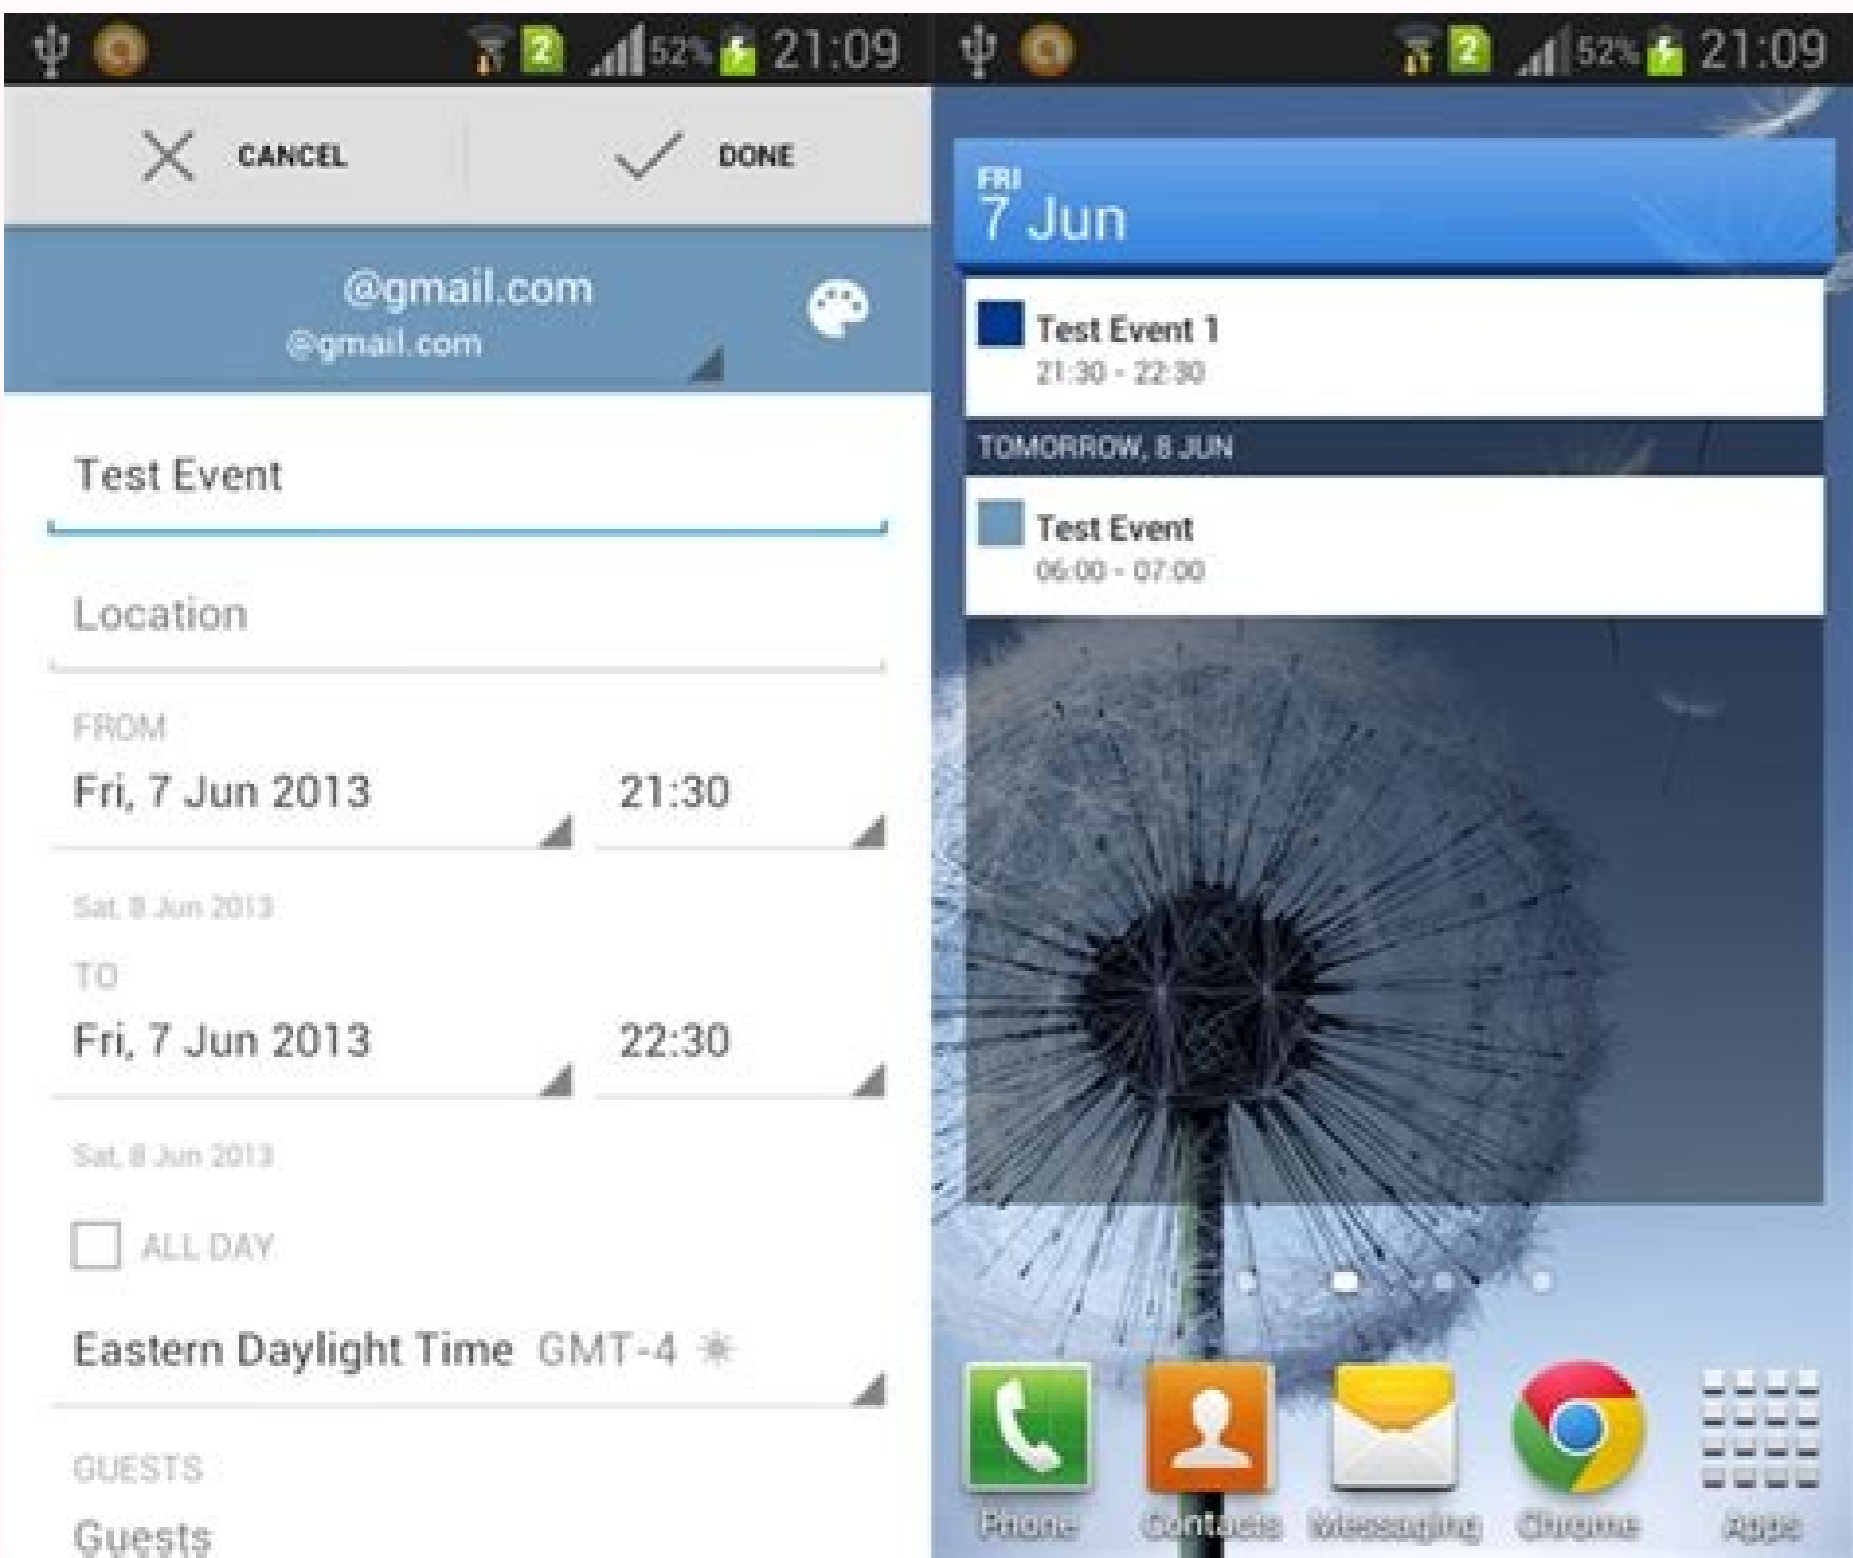 2 52% 21:09
CANCEL DONE
@gmail.com
@gmail.com
Test Event
Location
FROM
Fri, 7 Jun 2013 21:30
Sat, 8 Jun 2013
TO
Fri, 7 Jun 2013 22:30
Sat, 8 Jun 2013
ALL DAY
Eastern Daylight Time GMT-4
GUESTS
Guests
2 52% 21:09
FRI
7 Jun
Test Event 1
21:30 - 22:30
TOMORROW, 8 JUN
Test Event
06:00 - 07:00
Phone Contacts Messaging Chrome Apps